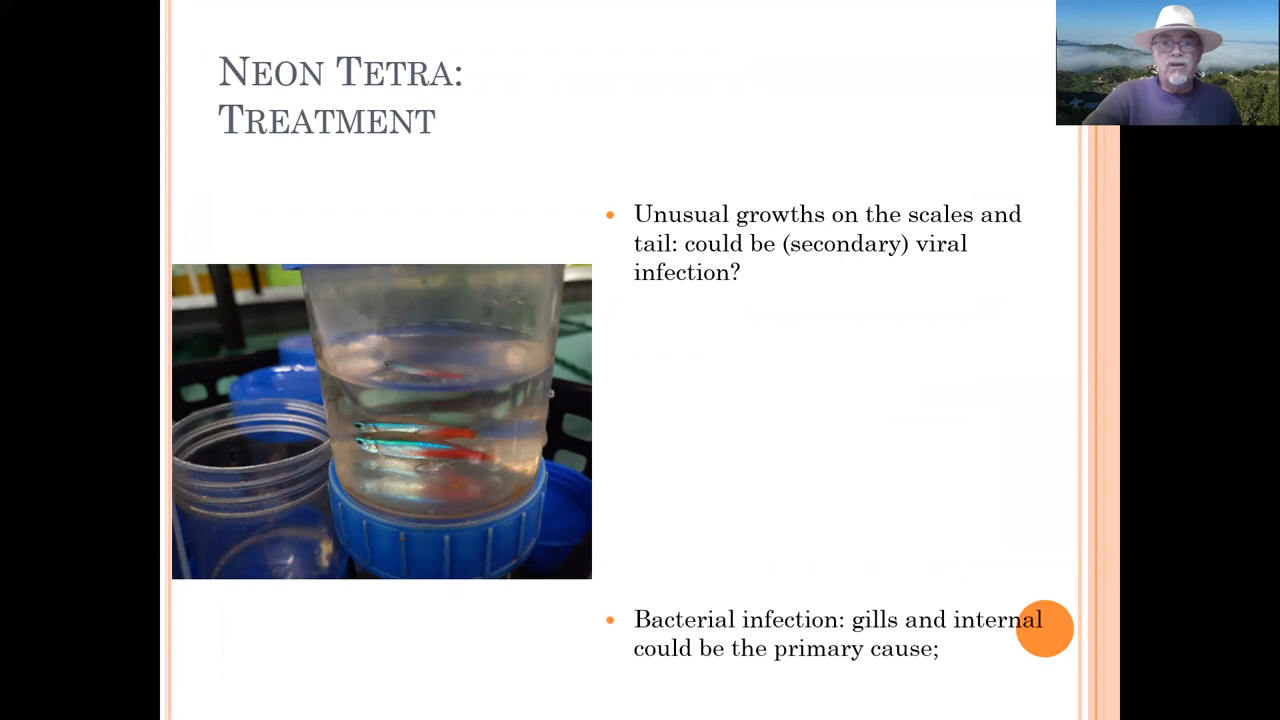 NEON TETRA:
TREATMENT
Unusual growths on the scales and
tail: could be (secondary) viral
infection?
Bacterial infection: gills and internal
could be the primary cause;